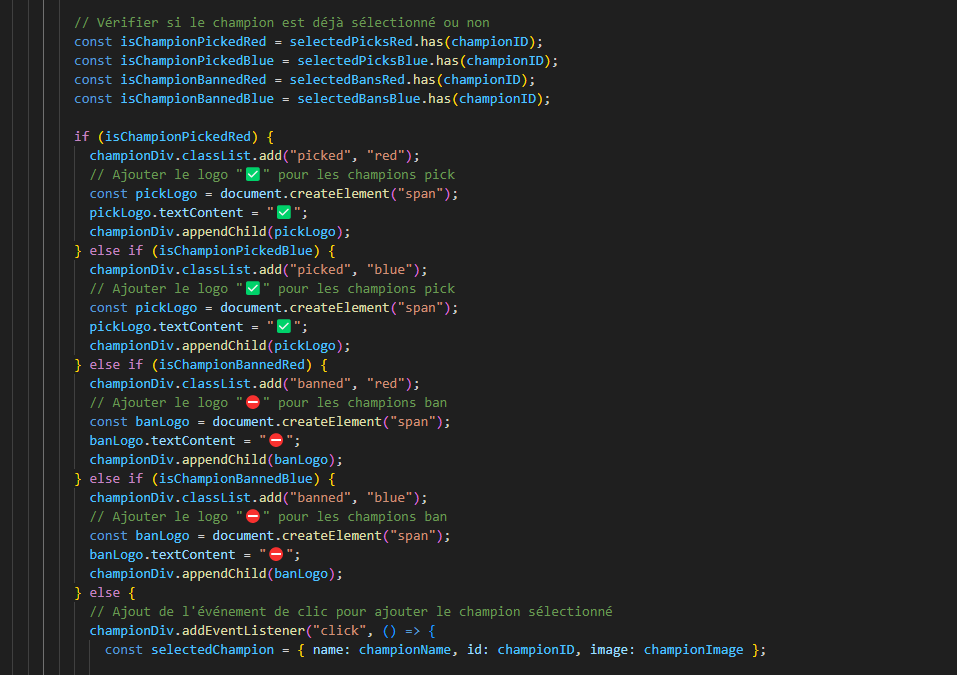 // Vérifier si le champion est déjà sélectionné ou non
const isChampionPickedRed = selectedPicksRed.has(championID);
const isChampionPickedBlue = selectedPicksBlue.has(championID);
const isChampionBannedRed = selectedBansRed.has(championID);
const isChampionBannedBlue = selectedBansBlue.has(championID);
if (isChampionPickedRed) {
championDiv.classList.add("picked", "red");
// Ajouter le logo "✅" pour les champions pick
const pickLogo = document.createElement("span");
pickLogo.textContent = "✅";
championDiv.appendChild(pickLogo);
} else if (isChampionPickedBlue) {
championDiv.classList.add("picked", "blue");
// Ajouter le logo "✅" pour les champions pick
const pickLogo = document.createElement("span");
pickLogo.textContent = "✅";
championDiv.appendChild(pickLogo);
} else if (isChampionBannedRed) {
championDiv.classList.add("banned", "red");
// Ajouter le logo "⛔" pour les champions ban
const banLogo = document.createElement("span");
banLogo.textContent = "⛔";
championDiv.appendChild(banLogo);
} else if (isChampionBannedBlue) {
championDiv.classList.add("banned", "blue");
// Ajouter le logo "⛔" pour les champions ban
const banLogo = document.createElement("span");
banLogo.textContent = "⛔";
championDiv.appendChild(banLogo);
} else {
// Ajout de l'événement de clic pour ajouter le champion sélectionné
championDiv.addEventListener("click", () => {
const selectedChampion = { name: championName, id: championID, image: championImage };